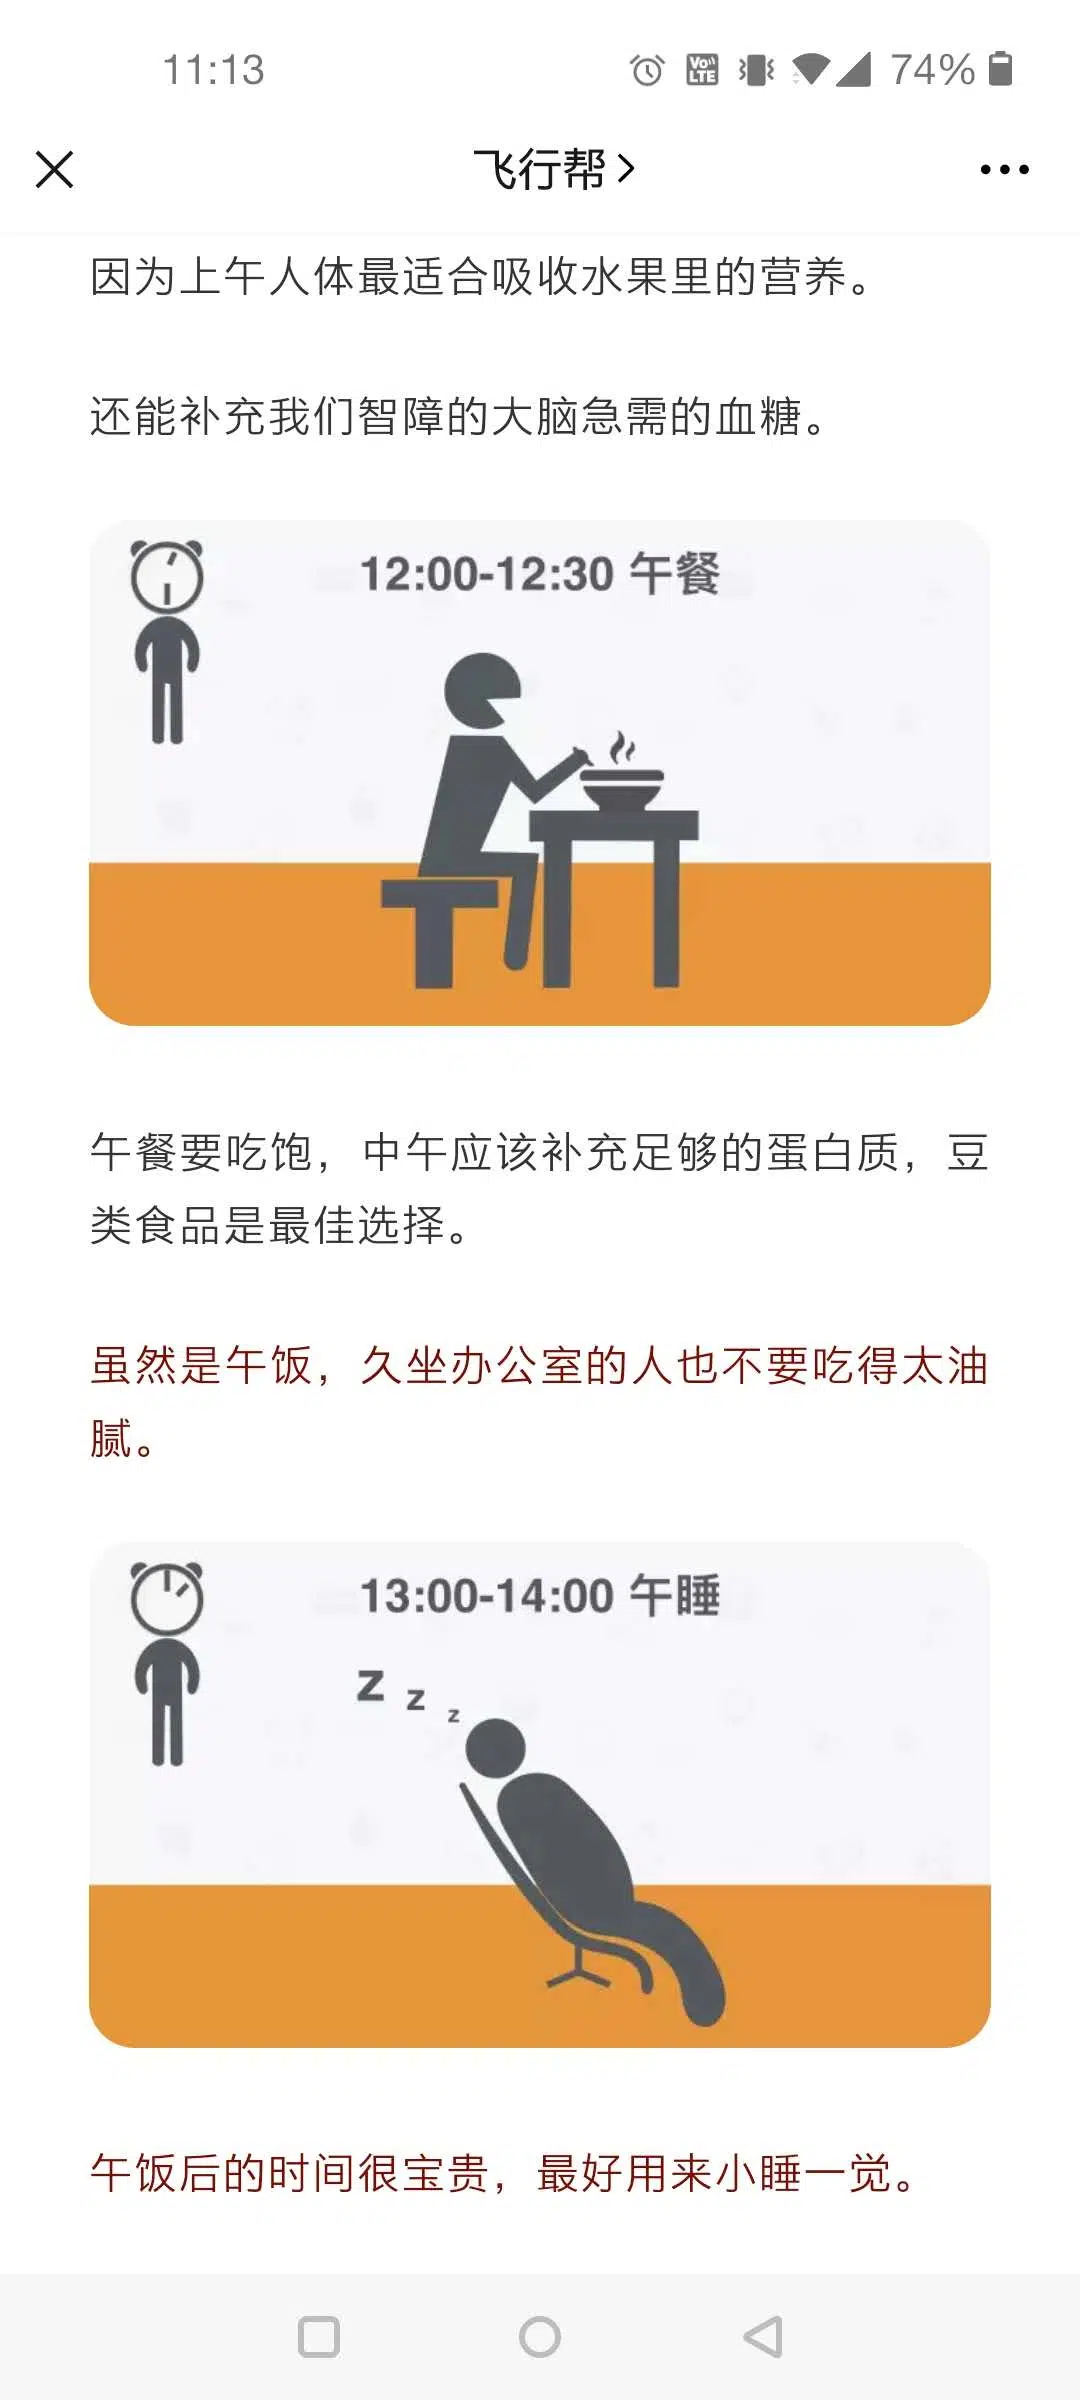 11:13
Vo LTE
74%
飞行帮
因为上午人体最适合吸收水果里的营养。
还能补充我们智障的大脑急需的血糖。
12:00-12:30 午餐
午餐要吃饱，中午应该补充足够的蛋白质，豆
类食品是最佳选择。
虽然是午饭，久坐办公室的人也不要吃得太油
腻。
13:00-14:00 午睡
z z z
午饭后的时间很宝贵，最好用来小睡一觉。